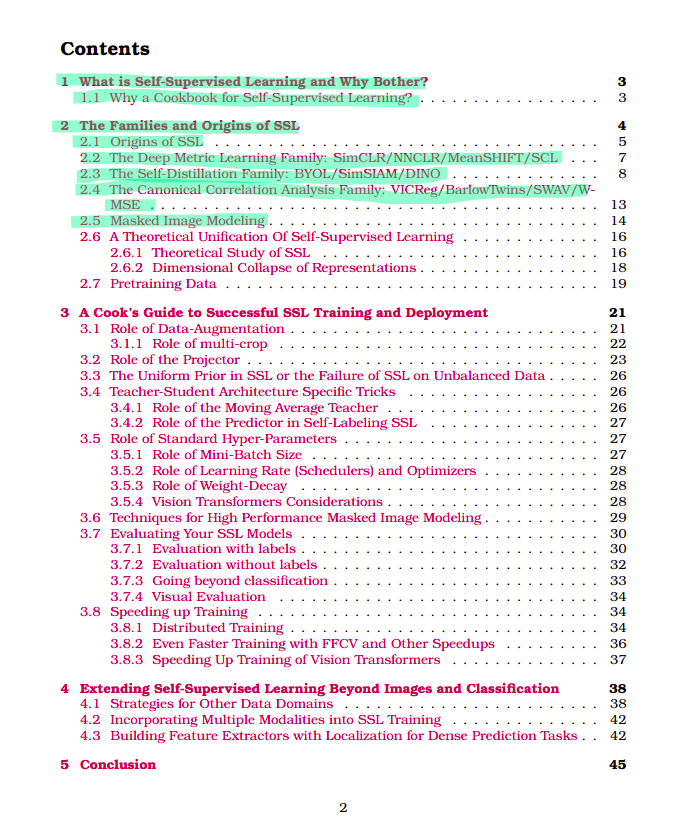 Contents
1 What is Self-Supervised Learning and Why Bother? 3
1.1 Why a Cookbook for Self-Supervised Learning? . . . . . . . . . . . . . . . . . 3
2 The Families and Origins of SSL 4
2.1 Origins of SSL . . . . . . . . . . . . . . . . . . . . . . . . . . . . . . . . . . . . 5
2.2 The Deep Metric Learning Family: SimCLR/NNCLR/MeanSHIFT/SCL . . . 7
2.3 The Self-Distillation Family: BYOL/SimSIAM/DINO . . . . . . . . . . . . . . 8
2.4 The Canonical Correlation Analysis Family: VICReg/BarlowTwins/SWAV/W-
MSE . . . . . . . . . . . . . . . . . . . . . . . . . . . . . . . . . . . . . . . . . . 13
2.5 Masked Image Modeling . . . . . . . . . . . . . . . . . . . . . . . . . . . . . . . 14
2.6 A Theoretical Unification Of Self-Supervised Learning . . . . . . . . . . . . . 16
2.6.1 Theoretical Study of SSL . . . . . . . . . . . . . . . . . . . . . . . . . . 16
2.6.2 Dimensional Collapse of Representations . . . . . . . . . . . . . . . . . 18
2.7 Pretraining Data . . . . . . . . . . . . . . . . . . . . . . . . . . . . . . . . . . . 19
3 A Cook's Guide to Successful SSL Training and Deployment 21
3.1 Role of Data-Augmentation . . . . . . . . . . . . . . . . . . . . . . . . . . . . . 21
3.1.1 Role of multi-crop . . . . . . . . . . . . . . . . . . . . . . . . . . . . . . 22
3.2 Role of the Projector . . . . . . . . . . . . . . . . . . . . . . . . . . . . . . . . . 23
3.3 The Uniform Prior in SSL or the Failure of SSL on Unbalanced Data . . . . . 26
3.4 Teacher-Student Architecture Specific Tricks . . . . . . . . . . . . . . . . . . 26
3.4.1 Role of the Moving Average Teacher . . . . . . . . . . . . . . . . . . . . 26
3.4.2 Role of the Predictor in Self-Labeling SSL . . . . . . . . . . . . . . . . 27
3.5 Role of Standard Hyper-Parameters . . . . . . . . . . . . . . . . . . . . . . . . 27
3.5.1 Role of Mini-Batch Size . . . . . . . . . . . . . . . . . . . . . . . . . . . 27
3.5.2 Role of Learning Rate (Schedulers) and Optimizers . . . . . . . . . . . 28
3.5.3 Role of Weight-Decay . . . . . . . . . . . . . . . . . . . . . . . . . . . . 28
3.5.4 Vision Transformers Considerations . . . . . . . . . . . . . . . . . . . . 28
3.6 Techniques for High Performance Masked Image Modeling . . . . . . . . . . . 29
3.7 Evaluating Your SSL Models . . . . . . . . . . . . . . . . . . . . . . . . . . . . 30
3.7.1 Evaluation with labels . . . . . . . . . . . . . . . . . . . . . . . . . . . . 30
3.7.2 Evaluation without labels . . . . . . . . . . . . . . . . . . . . . . . . . . 32
3.7.3 Going beyond classification . . . . . . . . . . . . . . . . . . . . . . . . . 33
3.7.4 Visual Evaluation . . . . . . . . . . . . . . . . . . . . . . . . . . . . . . 34
3.8 Speeding up Training . . . . . . . . . . . . . . . . . . . . . . . . . . . . . . . . 34
3.8.1 Distributed Training . . . . . . . . . . . . . . . . . . . . . . . . . . . . . 34
3.8.2 Even Faster Training with FFCV and Other Speedups . . . . . . . . . 36
3.8.3 Speeding Up Training of Vision Transformers . . . . . . . . . . . . . . 37
4 Extending Self-Supervised Learning Beyond Images and Classification 38
4.1 Strategies for Other Data Domains . . . . . . . . . . . . . . . . . . . . . . . . 38
4.2 Incorporating Multiple Modalities into SSL Training . . . . . . . . . . . . . . 42
4.3 Building Feature Extractors with Localization for Dense Prediction Tasks . . 42
5 Conclusion 45
2